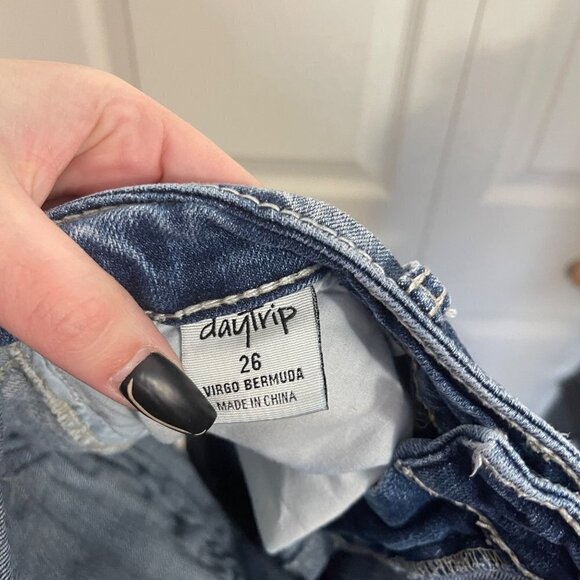 daytrip
26
VIRGO BERMUDA
MADE IN CHINA